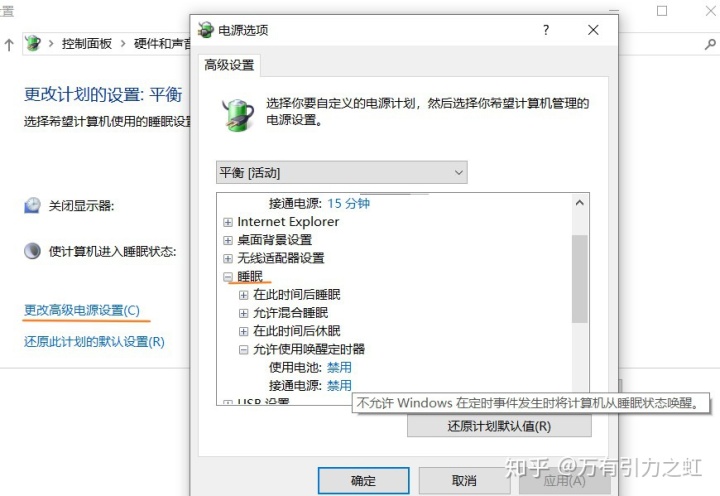 置
电源选项
控制面板
硬件和声音
高级设置
更改计划的设置: 平衡
选择希望计算机使用的睡眠设置
选择你要自定义的电源计划，然后选择你希望计算机管理的
电源设置。
平衡 [活动]
关闭显示器:
使计算机进入睡眠状态:
更改高级电源设置(C)
还原此计划的默认设置(R)
接通电源: 15 分钟
Internet Explorer
桌面背景设置
无线适配器设置
睡眠
在此时间后睡眠
允许混合睡眠
在此时间后休眠
允许使用唤醒定时器
使用电池: 禁用
接通电源: 禁用
USB 设置
不允许 Windows 在定时事件发生时将计算机从睡眠状态唤醒。
还原计划默认值(R)
确定
取消
应用(A)
知乎 @万有引力之虹